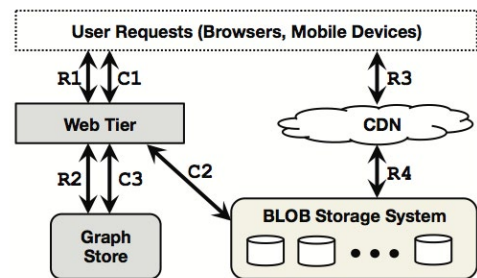 User Requests (Browsers, Mobile Devices)
R1 C1 R3
Web Tier
CDN
R2 C3 C2 R4
BLOB Storage System
Graph
Store